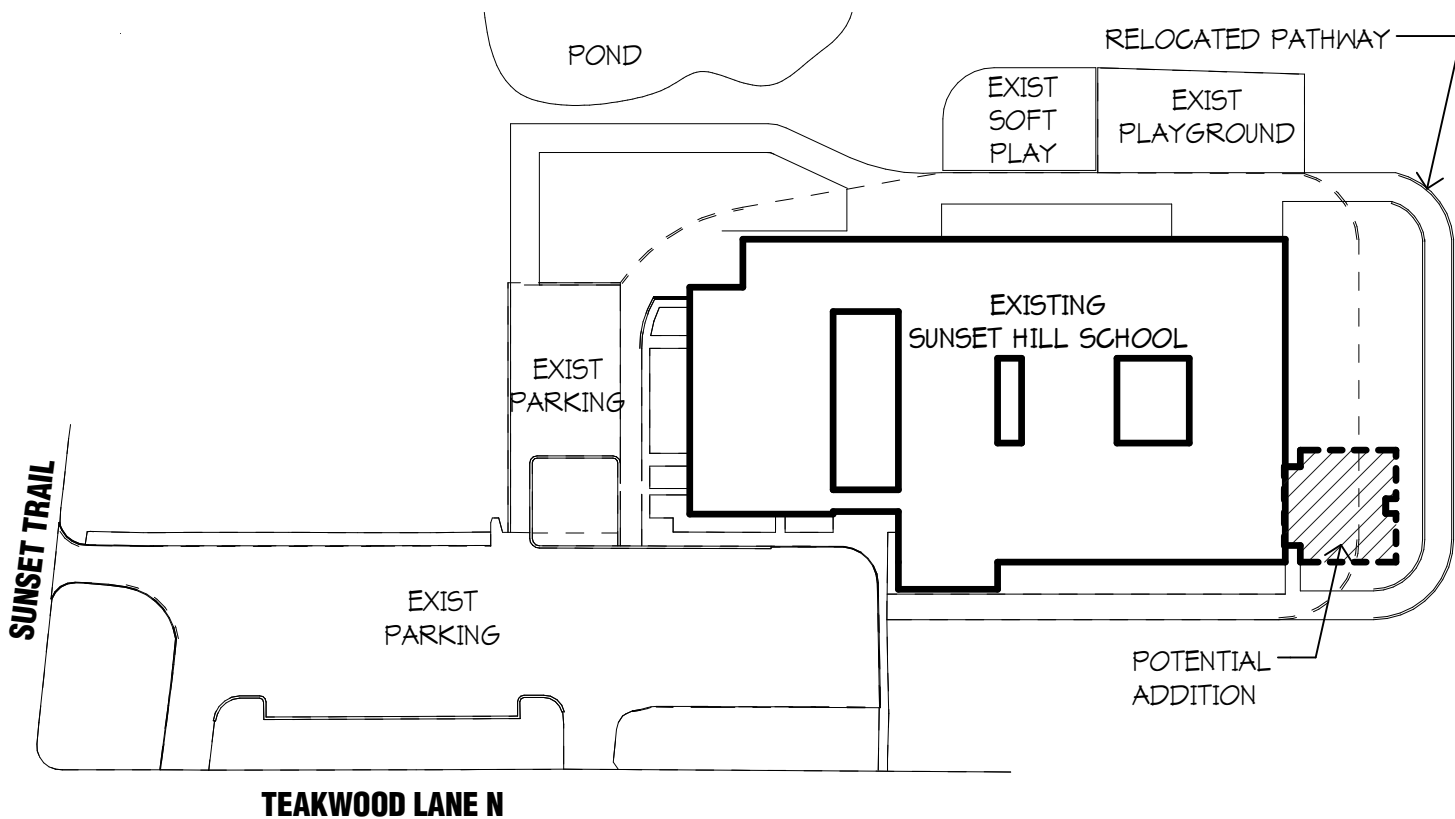 RELOCATED PATHWAY
POND
EXIST
SOFT
PLAY
EXIST
PLAYGROUND
EXISTING
SUNSET HILL SCHOOL
EXIST
PARKING
SUNSET TRAIL
EXIST
PARKING
POTENTIAL
ADDITION
TEAKWOOD LANE N